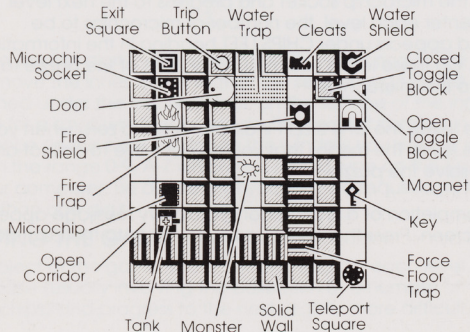 Exit
Square
Trip
Button
Water
Trap
Cleats
Water
Shield
Microchip
Socket
Door
Fire
Shield
Fire
Trap
Microchip
Open
Corridor
Closed
Toggle
Block
Open
Toggle
Block
Magnet
Key
Force
Floor
Trap
Tank
Monster
Solid
Wall
Teleport
Square